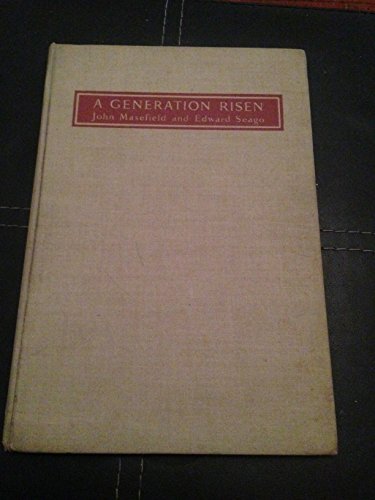 A GENERATION RISEN
John Masefield and Edward Seago